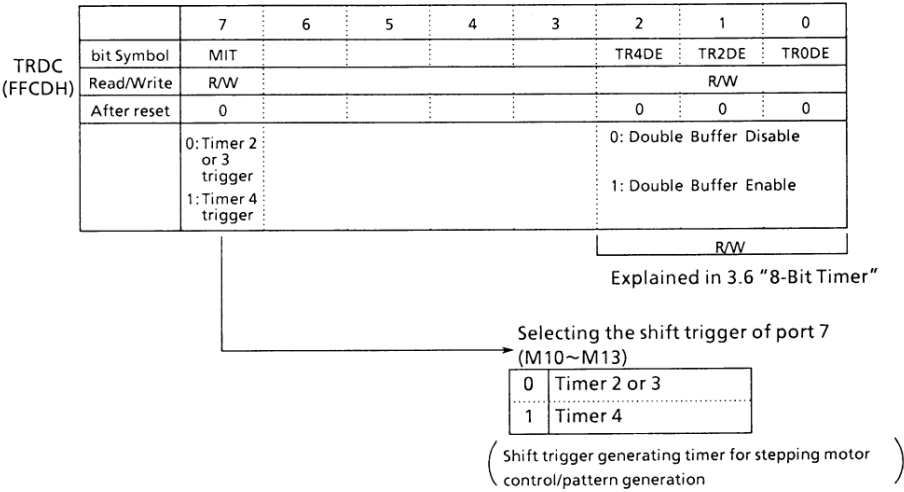 7 6 5 4 3 2 1 0
TRDC
(FFCDH)
bit Symbol MIT TR4DE TR2DE TR0DE
Read/Write R/W R/W
After reset 0 0 0 0
0: Timer 2
or 3
trigger
1: Timer 4
trigger
0: Double Buffer Disable
1: Double Buffer Enable
R/W
Explained in 3.6 "8-Bit Timer"
Selecting the shift trigger of port 7
(M10~M13)
0 Timer 2 or 3
1 Timer 4
(Shift trigger generating timer for stepping motor
control/pattern generation)